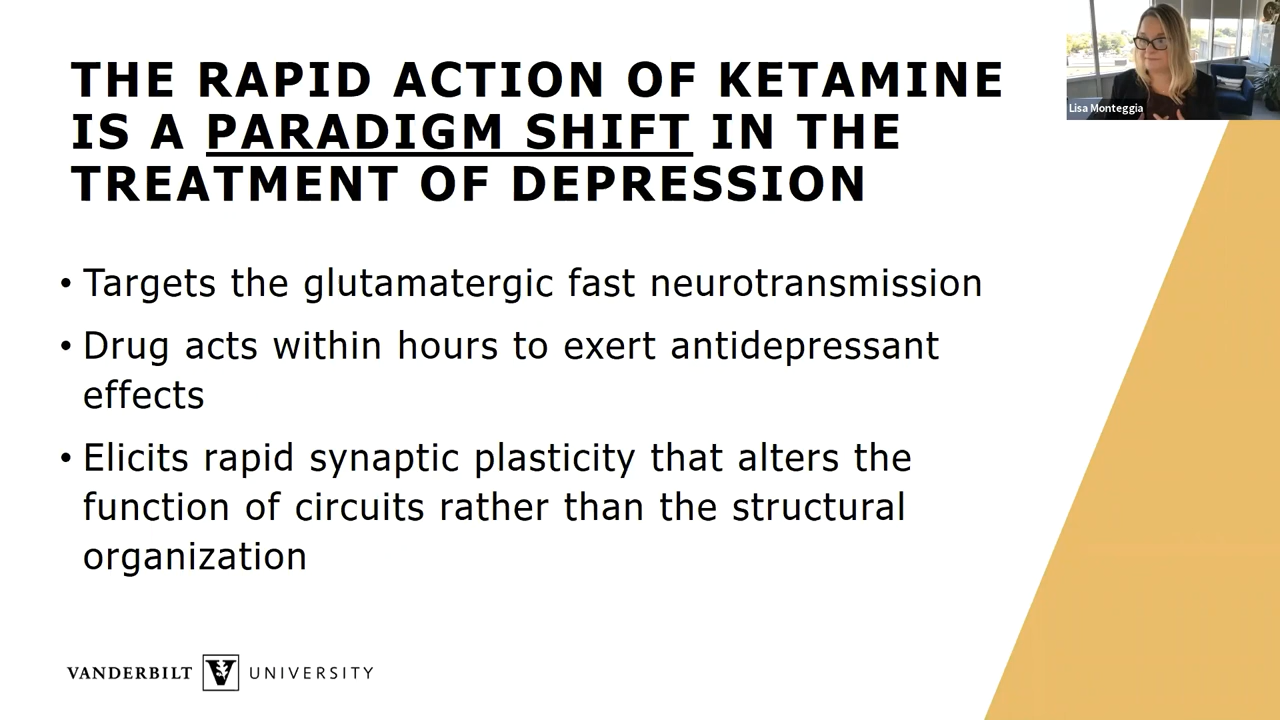 THE RAPID ACTION OF KETAMINE
IS A PARADIGM SHIFT IN THE
TREATMENT OF DEPRESSION
Lisa Monteggia
• Targets the glutamatergic fast neurotransmission
• Drug acts within hours to exert antidepressant
effects
• Elicits rapid synaptic plasticity that alters the
function of circuits rather than the structural
organization
VANDERBILT V UNIVERSITY